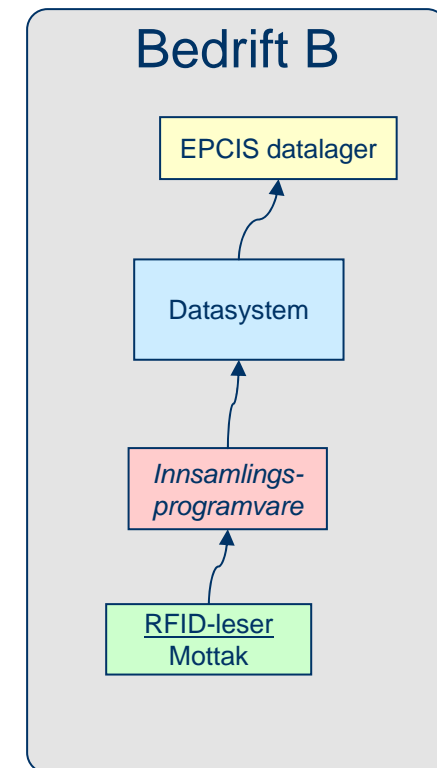 Bedrift B
EPCIS datalager
Datasystem
Innsamlings-
programvare
RFID-leser
Mottak